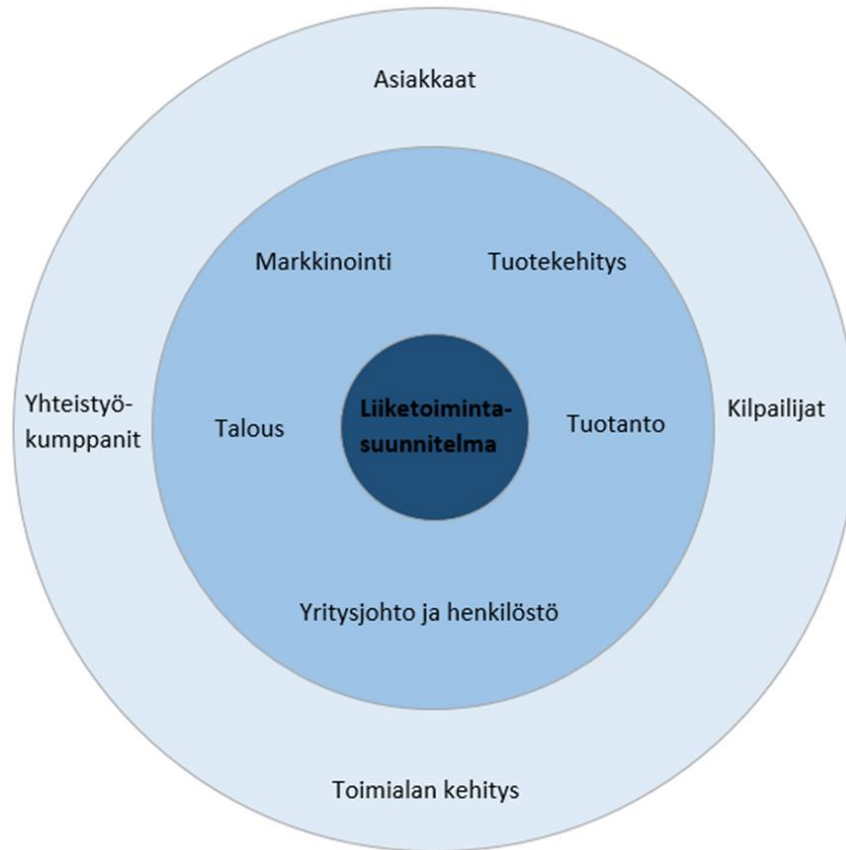 Asiakkaat
Markkinointi
Tuotekehitys
Yhteistyö-
kumppanit
Talous
Liiketoiminta-
suunnitelma
Tuotanto
Kilpailijat
Yritysjohto ja henkilöstö
Toimialan kehitys